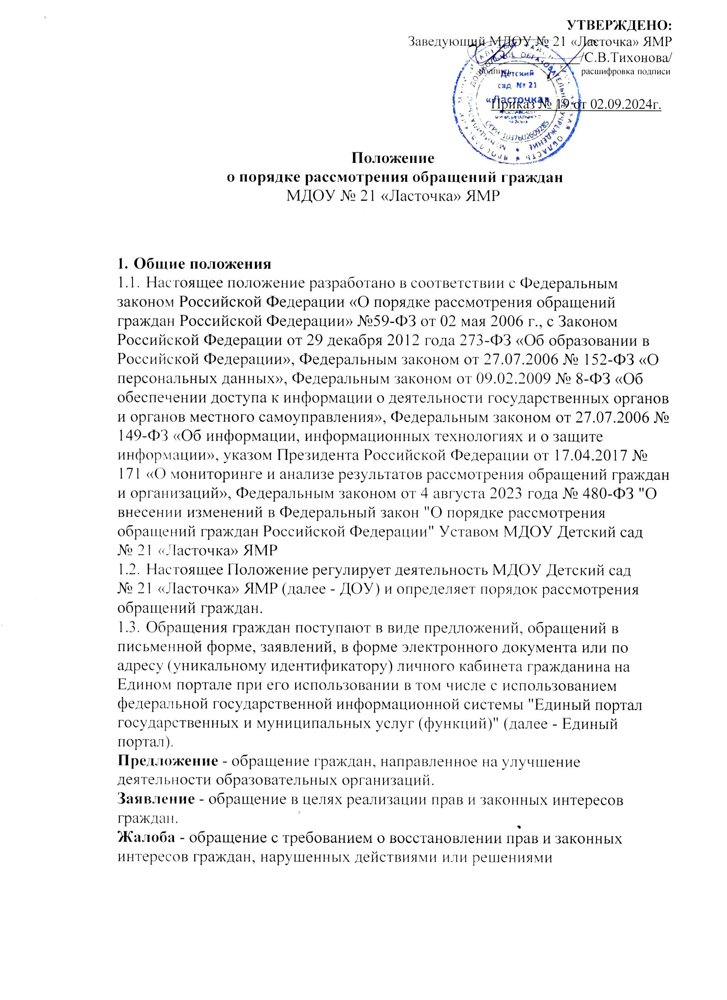 УТВЕРЖДЕНО:
Заведующий МДОУ № 21 «Ласточка» ЯМР
/С.В.Тихонова/
подпись расшифровка подписи
Детский
сад № 21
«Ласточка»
ОГРН 1037602609285
МУНИЦИПАЛЬНОЕ ДОШКОЛЬНОЕ ОБРАЗОВАТЕЛЬНОЕ УЧРЕЖДЕНИЕ
Приказ № 19 от 02.09.2024г.
Положение
о порядке рассмотрения обращений граждан
МДОУ № 21 «Ласточка» ЯМР
1. Общие положения
1.1. Настоящее положение разработано в соответствии с Федеральным
законом Российской Федерации «О порядке рассмотрения обращений
граждан Российской Федерации» №59-ФЗ от 02 мая 2006 г., с Законом
Российской Федерации от 29 декабря 2012 года 273-ФЗ «Об образовании в
Российской Федерации», Федеральным законом от 27.07.2006 № 152-ФЗ «О
персональных данных», Федеральным законом от 09.02.2009 № 8-ФЗ «Об
обеспечении доступа к информации о деятельности государственных органов
и органов местного самоуправления», Федеральным законом от 27.07.2006 №
149-ФЗ «Об информации, информационных технологиях и о защите
информации», указом Президента Российской Федерации от 17.04.2017 №
171 «О мониторинге и анализе результатов рассмотрения обращений граждан
и организаций», Федеральным законом от 4 августа 2023 года № 480-ФЗ "О
внесении изменений в Федеральный закон "О порядке рассмотрения
обращений граждан Российской Федерации" Уставом МДОУ Детский сад
№ 21 «Ласточка» ЯМР
1.2. Настоящее Положение регулирует деятельность МДОУ Детский сад
№ 21 «Ласточка» ЯМР (далее - ДОУ) и определяет порядок рассмотрения
обращений граждан.
1.3. Обращения граждан поступают в виде предложений, обращений в
письменной форме, заявлений, в форме электронного документа или по
адресу (уникальному идентификатору) личного кабинета гражданина на
Едином портале при его использовании в том числе с использованием
федеральной государственной информационной системы "Единый портал
государственных и муниципальных услуг (функций)" (далее - Единый
портал).
Предложение - обращение граждан, направленное на улучшение
деятельности образовательных организаций.
Заявление - обращение в целях реализации прав и законных интересов
граждан.
Жалоба - обращение с требованием о восстановлении прав и законных
интересов граждан, нарушенных действиями или решениями